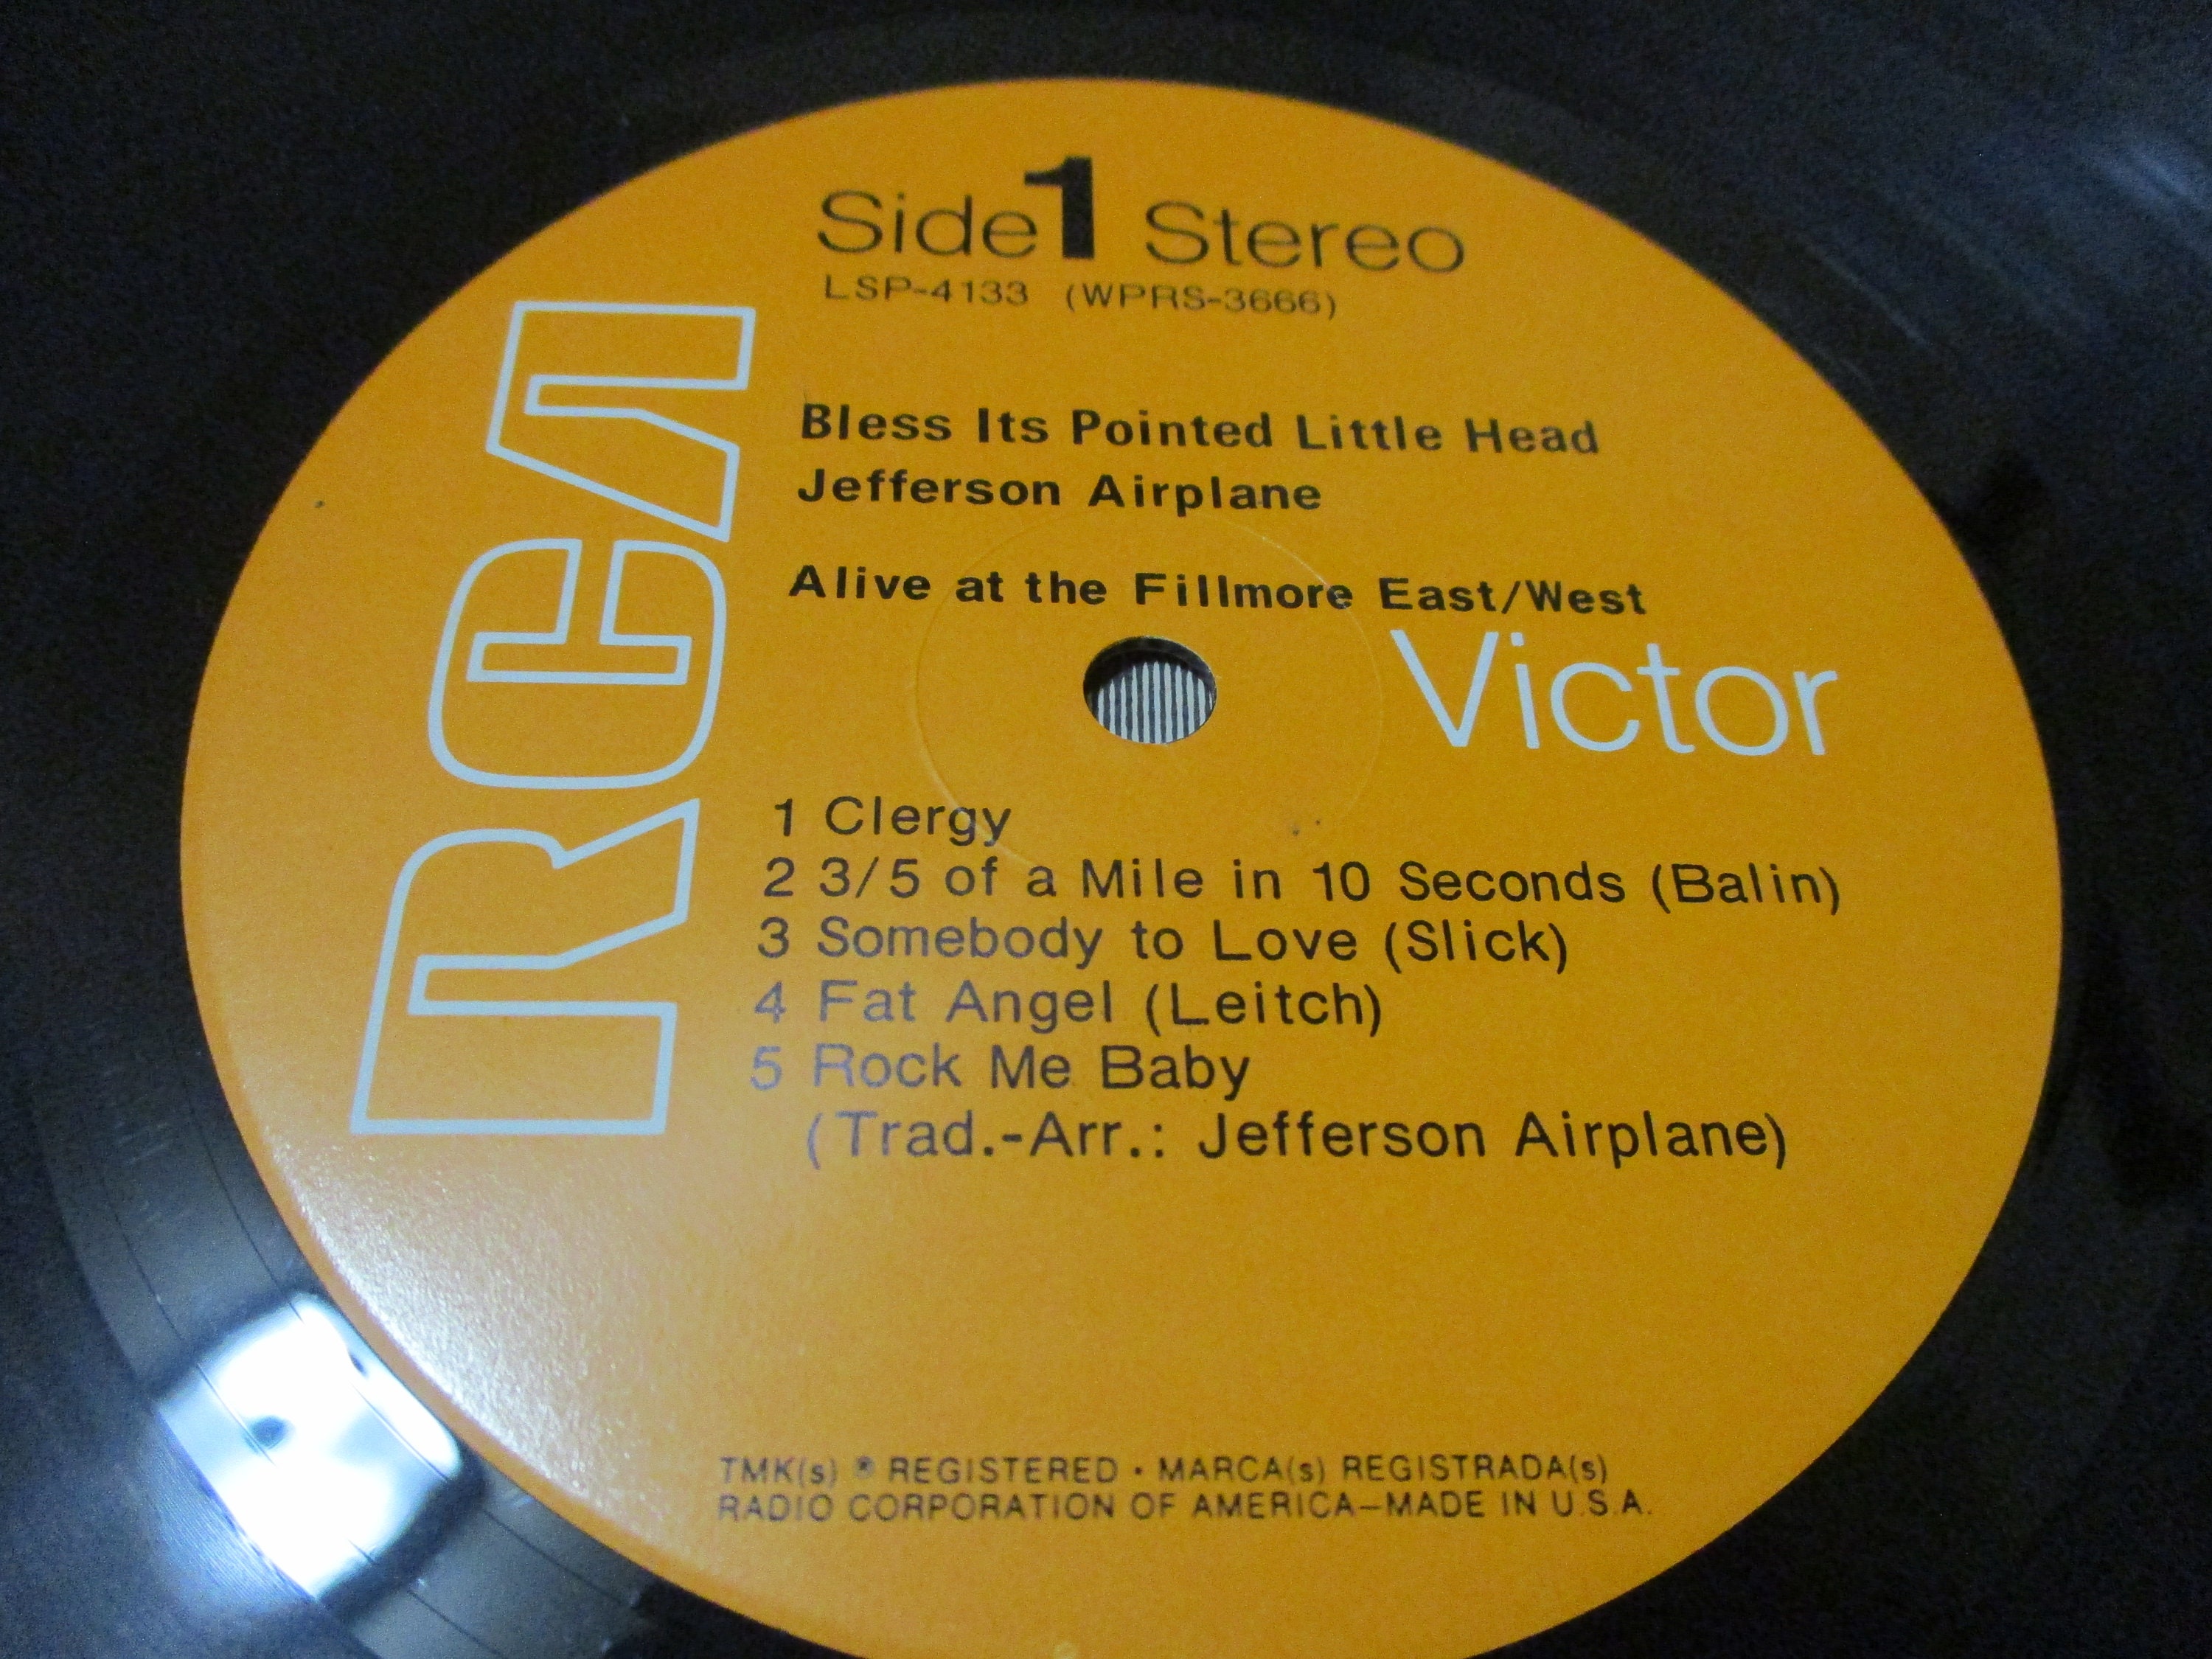 Side 1 Stereo
LSP-4133 (WPRS-3666)
RCA
Bless Its Pointed Little Head
Jefferson Airplane
Alive at the Fillmore East/West
Victor
1 Clergy
2 3/5 of a Mile in 10 Seconds (Balin)
3 Somebody to Love (Slick)
4 Fat Angel (Leitch)
5 Rock Me Baby
(Trad.-Arr.: Jefferson Airplane)
TMK(s) ® REGISTERED • MARCA(s) REGISTRADA(s)
RADIO CORPORATION OF AMERICA—MADE IN U.S.A.